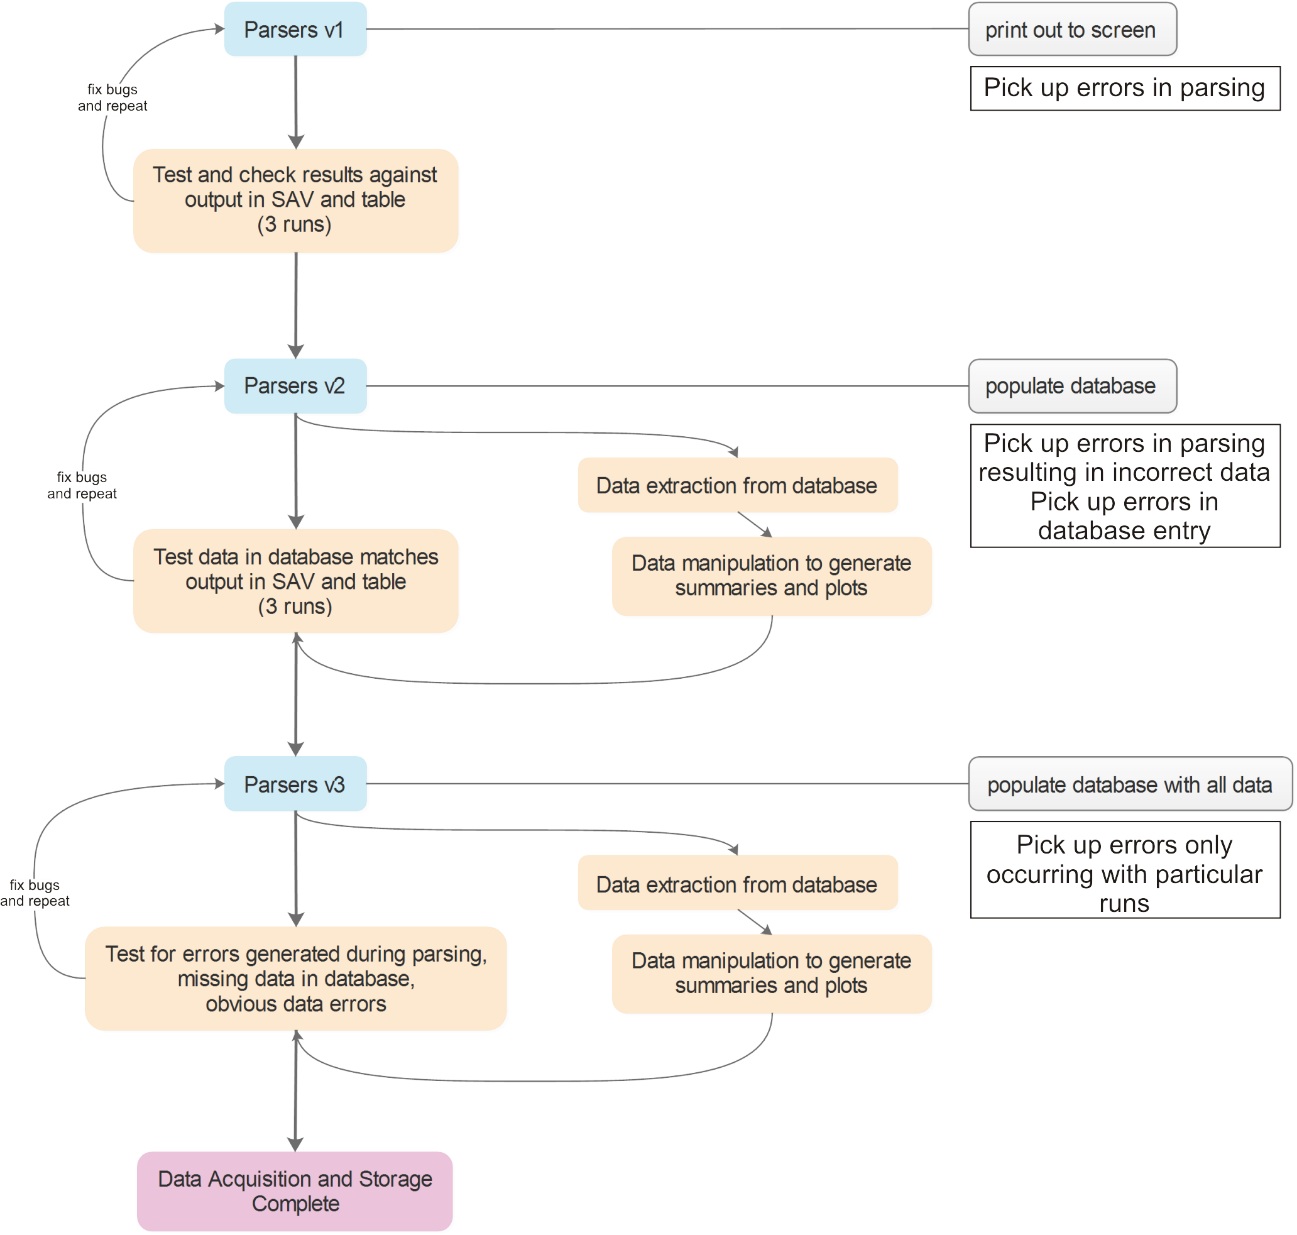 Parsers v1
print out to screen
Pick up errors in parsing
fix bugs
and repeat
Test and check results against
output in SAV and table
(3 runs)
Parsers v2
populate database
Pick up errors in parsing
resulting in incorrect data
Pick up errors in
database entry
fix bugs
and repeat
Data extraction from database
Test data in database matches
output in SAV and table
(3 runs)
Data manipulation to generate
summaries and plots
Parsers v3
populate database with all data
Pick up errors only
occurring with particular
runs
fix bugs
and repeat
Data extraction from database
Test for errors generated during parsing,
missing data in database,
obvious data errors
Data manipulation to generate
summaries and plots
Data Acquisition and Storage
Complete